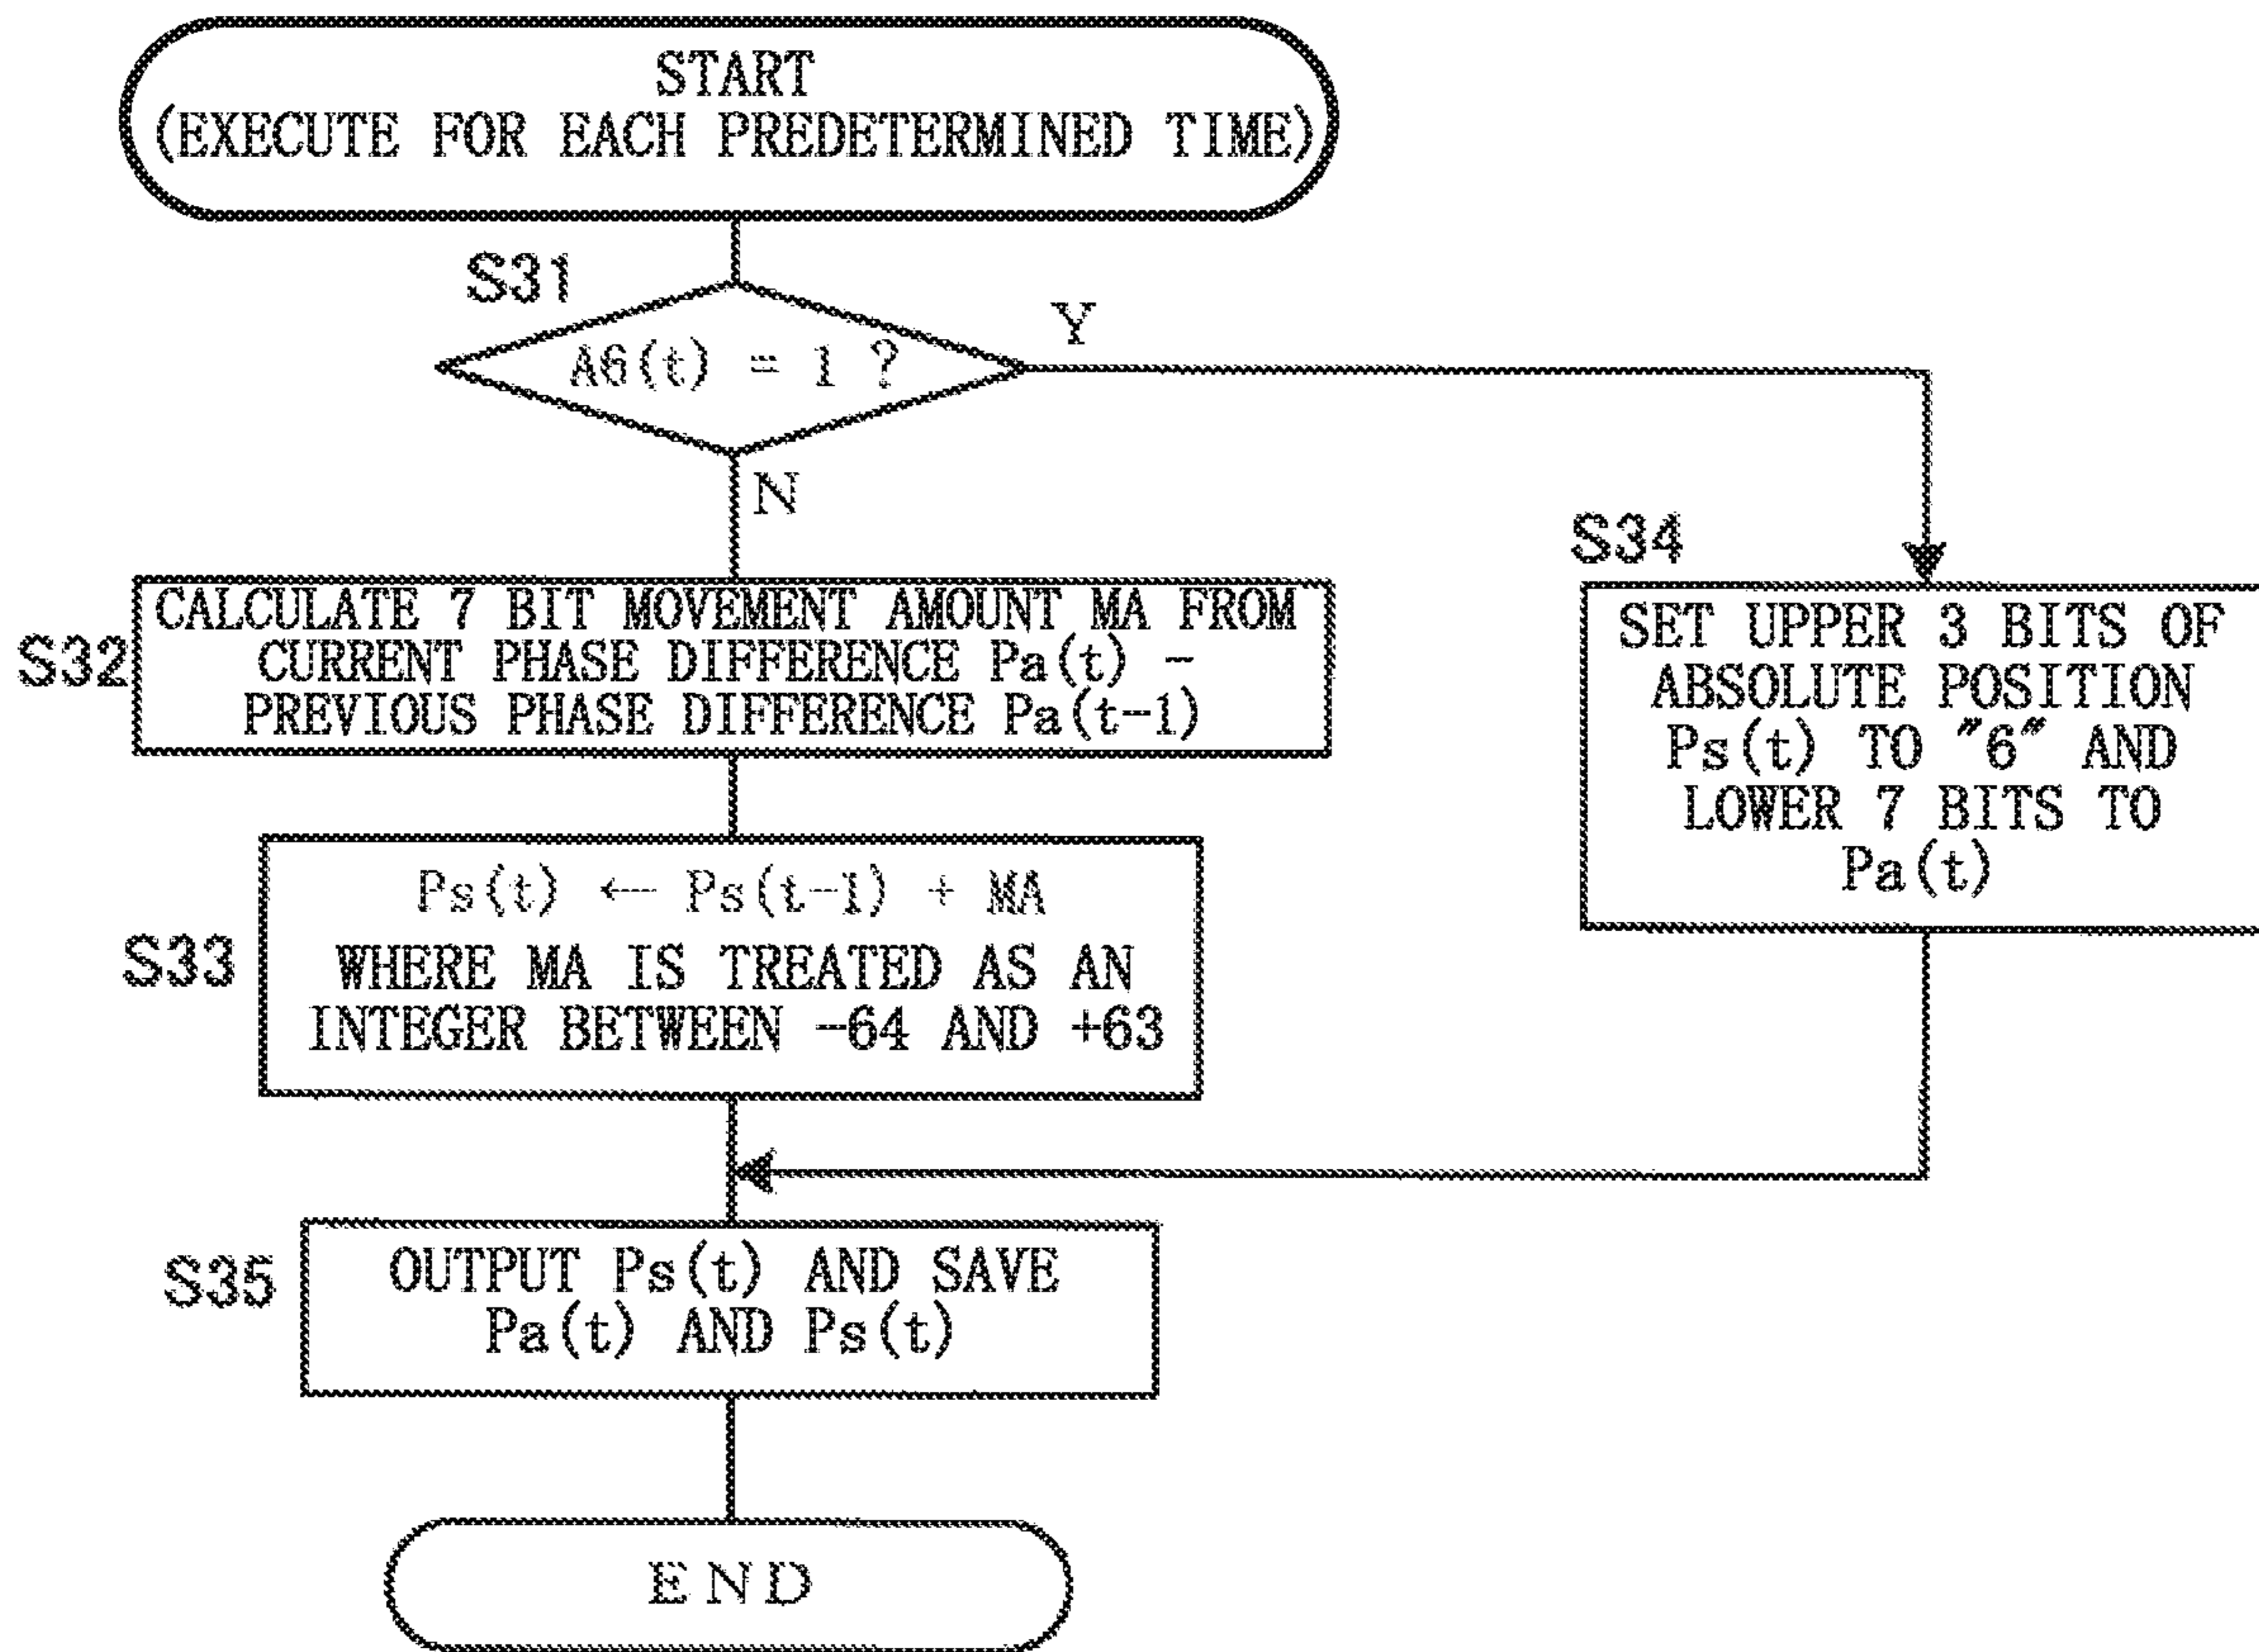 START
(EXECUTE FOR EACH PREDETERMINED TIME)
S31
A6(t) = 1 ?
Y
N
S32
CALCULATE 7 BIT MOVEMENT AMOUNT MA FROM
CURRENT PHASE DIFFERENCE Pa(t) -
PREVIOUS PHASE DIFFERENCE Pa(t-1)
S34
SET UPPER 3 BITS OF
ABSOLUTE POSITION
Ps(t) TO "6" AND
LOWER 7 BITS TO
Pa(t)
S33
Ps(t) ← Ps(t-1) + MA
WHERE MA IS TREATED AS AN
INTEGER BETWEEN -64 AND +63
S35
OUTPUT Ps(t) AND SAVE
Pa(t) AND Ps(t)
END